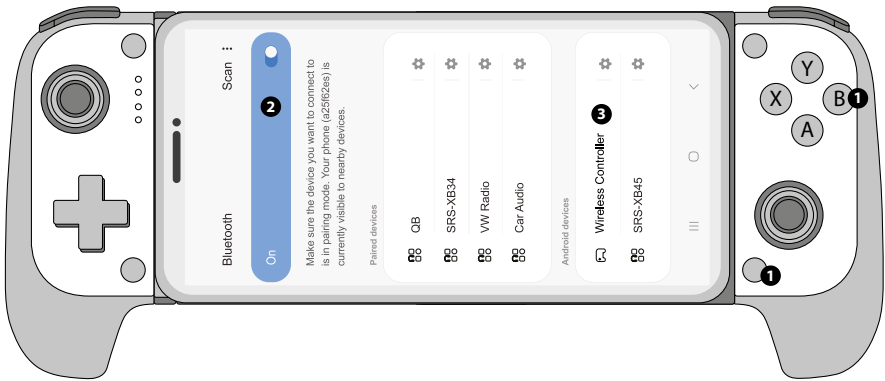 Bluetooth
Scan
On
Make sure the device you want to connect to
is in pairing mode. Your phone (a25f62es) is
currently visible to nearby devices.
Paired devices
QB
SRS-XB34
VW Radio
Car Audio
Android devices
Wireless Controller
SRS-XB45
2
3
Y
X
B
1
A
1